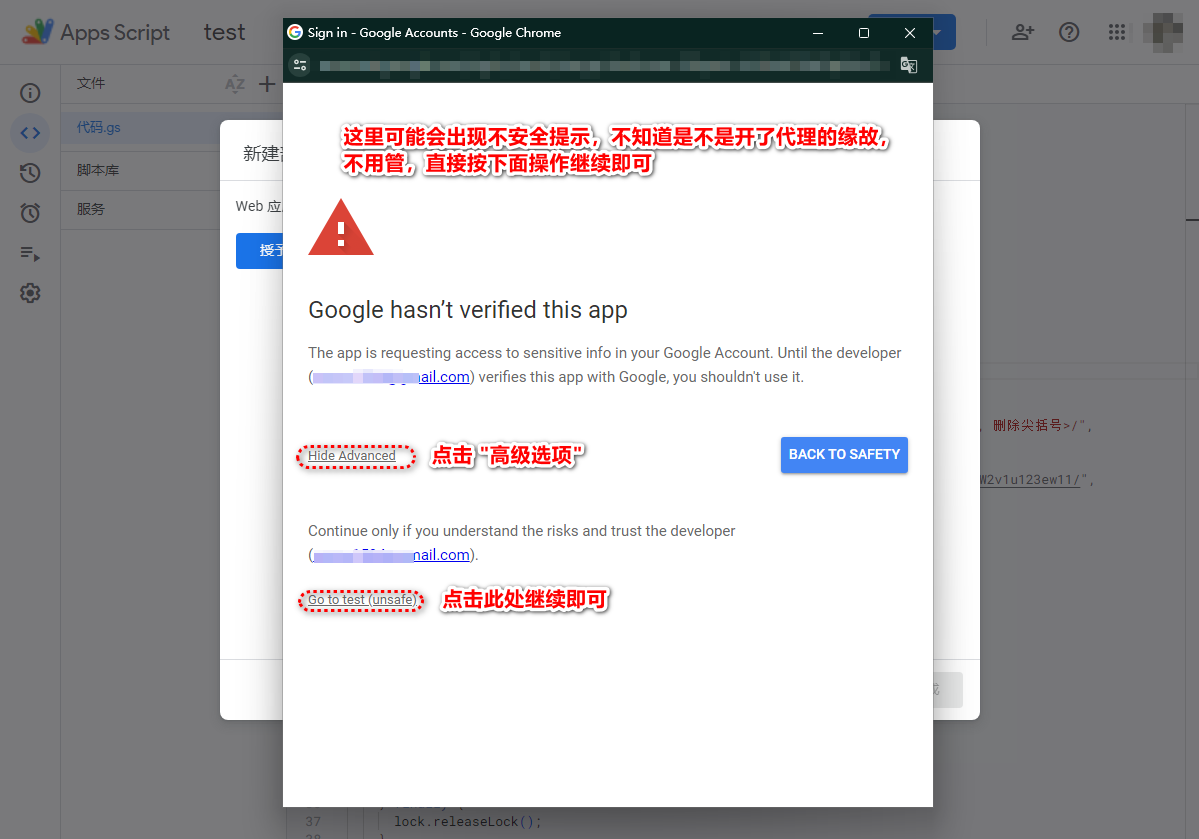 Apps Script
test
Sign in - Google Accounts - Google Chrome
文件
AZ
代码.gs
脚本库
服务
新建
Web 应
授予
这里可能会出现不安全提示，不知道是不是开了代理的缘故，
不用管，直接按下面操作继续即可
Google hasn’t verified this app
The app is requesting access to sensitive info in your Google Account. Until the developer
(ail.com) verifies this app with Google, you shouldn't use it.
Hide Advanced
点击 "高级选项"
BACK TO SAFETY
Continue only if you understand the risks and trust the developer
(mail.com).
Go to test (unsafe)
点击此处继续即可
, 删除尖括号>/",
W2v1u123ew11/",
37
lock.releaseLock();
38